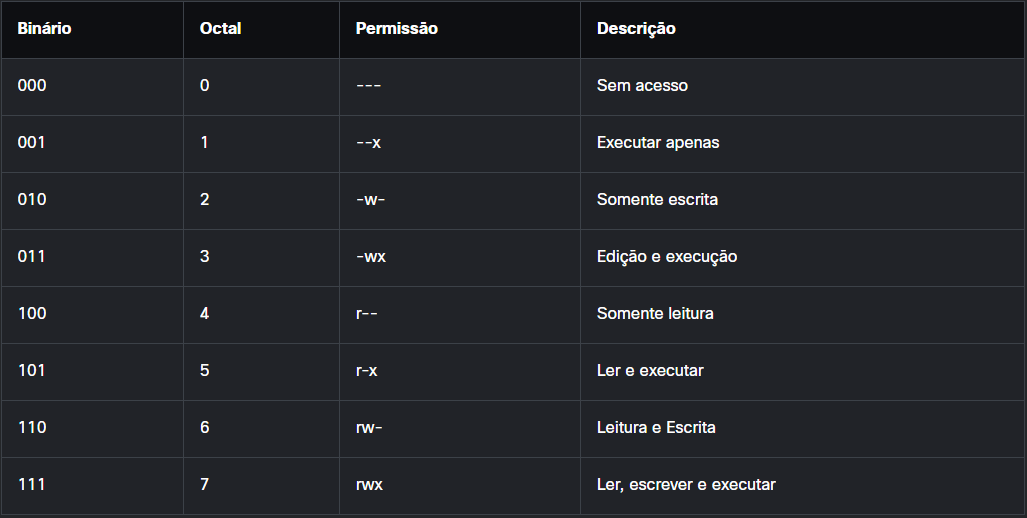 Binário Octal Permissão Descrição
000 0 --- Sem acesso
001 1 --x Executar apenas
010 2 -w- Somente escrita
011 3 -wx Edição e execução
100 4 r-- Somente leitura
101 5 r-x Ler e executar
110 6 rw- Leitura e Escrita
111 7 rwx Ler, escrever e executar